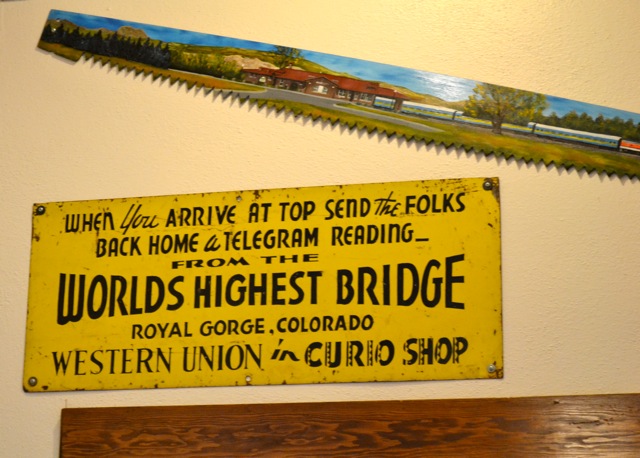 WHEN You ARRIVE AT TOP SEND the FOLKS
BACK HOME a TELEGRAM READING_
FROM THE
WORLDS HIGHEST BRIDGE
ROYAL GORGE, COLORADO
WESTERN UNION in CURIO SHOP